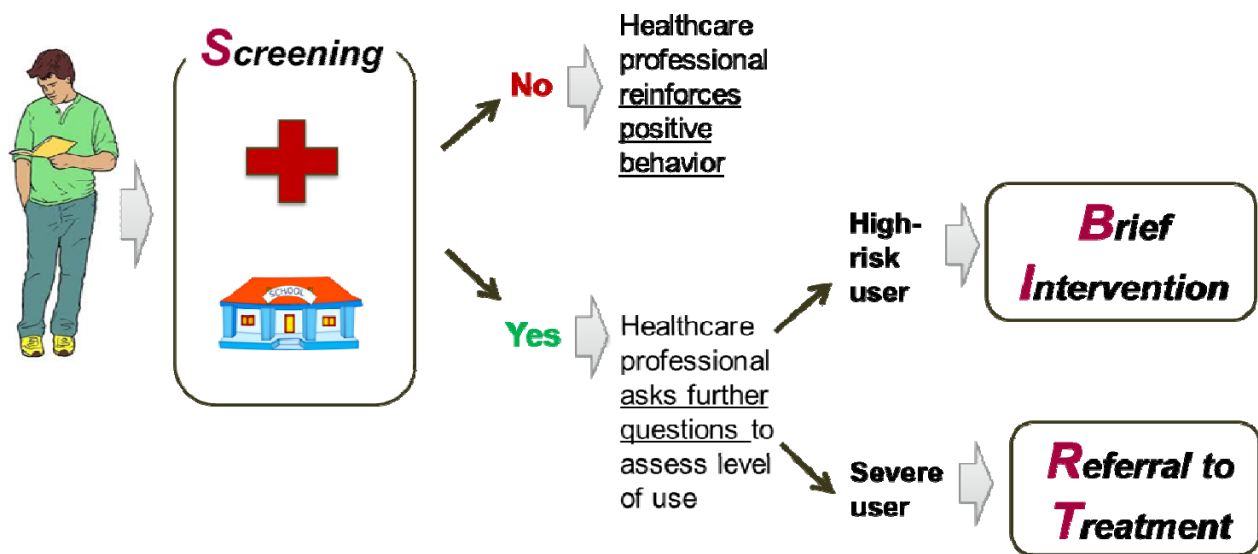 Screening
SCHOOL
No
Healthcare
professional
reinforces
positive
behavior
Yes
Healthcare
professional
asks further
questions to
assess level
of use
High-
risk
user
Brief
Intervention
Severe
user
Referral to
Treatment